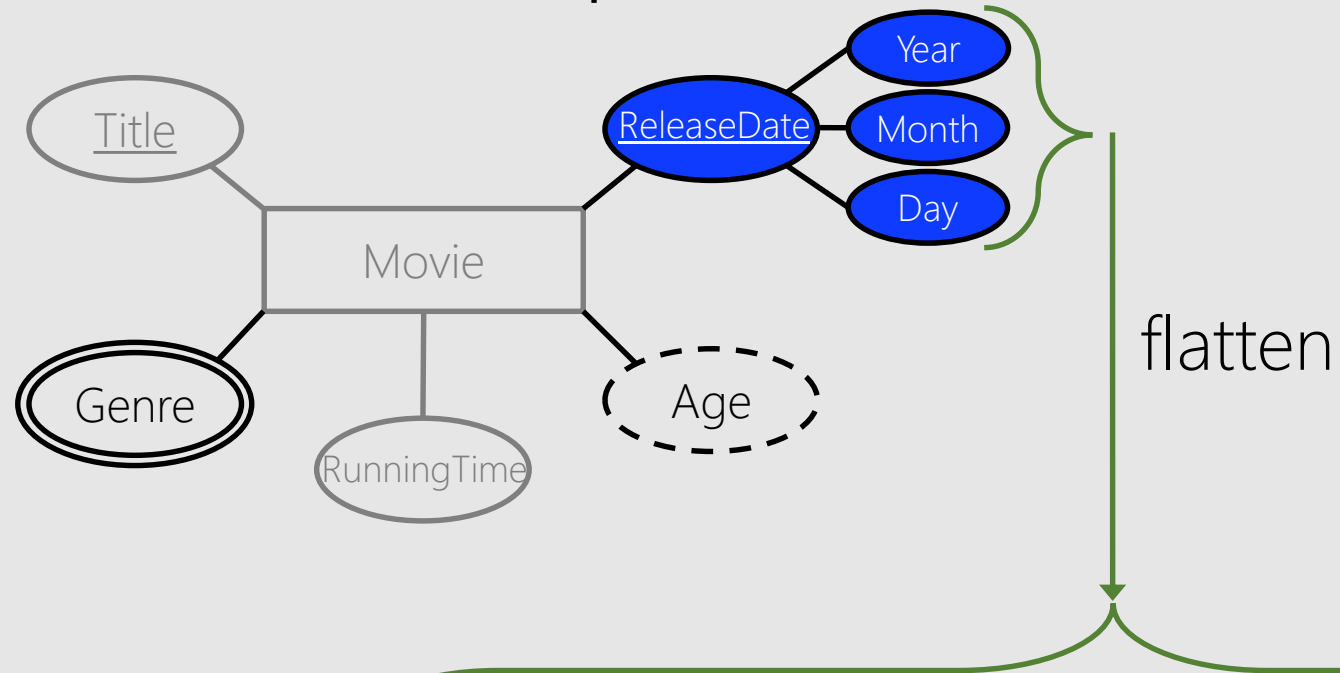 Year
Title
ReleaseDate
Month
Day
Movie
flatten
Genre
Age
RunningTime